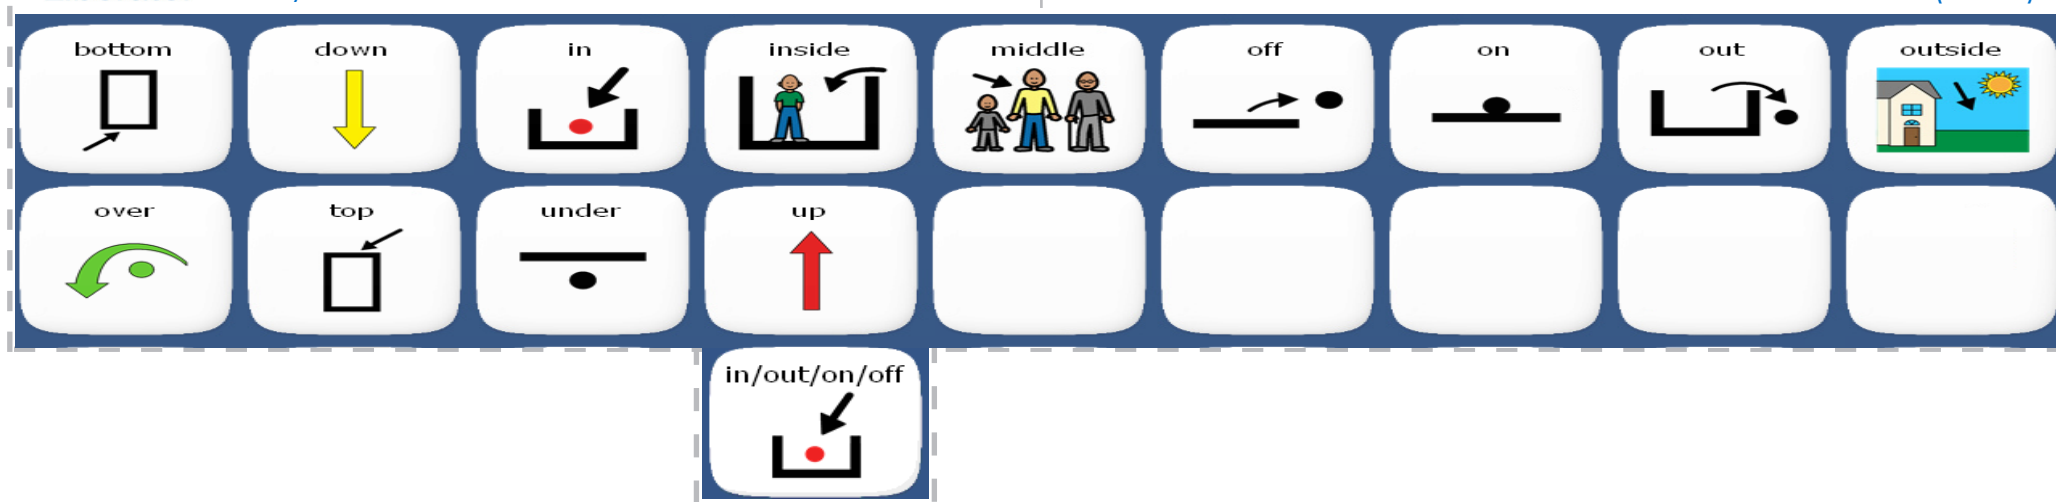 bottom down in inside middle off on out outside
over top under up
in/out/on/off